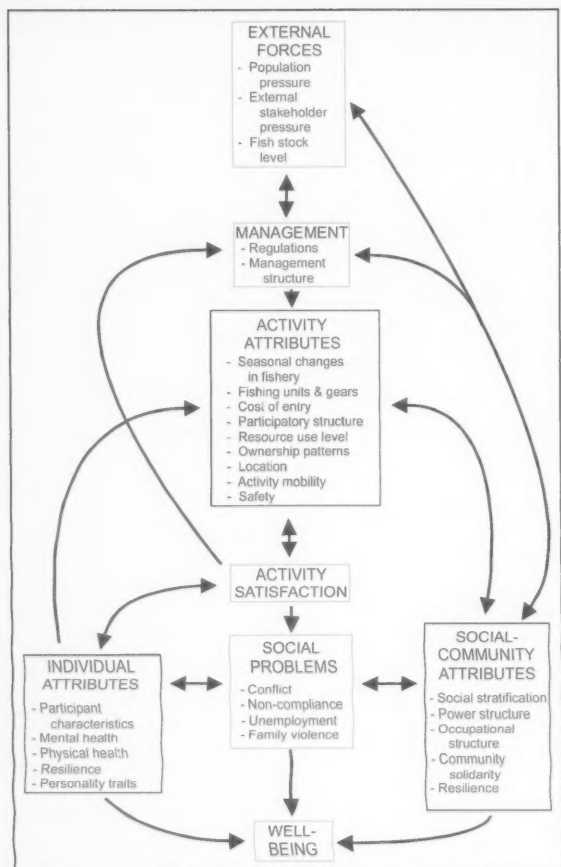 EXTERNAL
FORCES
- Population
pressure
- External
stakeholder
pressure
- Fish stock
level
MANAGEMENT
- Regulations
- Management
structure
ACTIVITY
ATTRIBUTES
- Seasonal changes
in fishery
- Fishing units & gears
- Cost of entry
- Participatory structure
- Resource use level
- Ownership patterns
- Location
- Activity mobility
- Safety
ACTIVITY
SATISFACTION
INDIVIDUAL
ATTRIBUTES
- Participant
characteristics
- Mental health
- Physical health
- Resilience
- Personality traits
SOCIAL
PROBLEMS
- Conflict
- Non-compliance
- Unemployment
- Family violence
SOCIAL-
COMMUNITY
ATTRIBUTES
- Social stratification
- Power structure
- Occupational
structure
- Community
solidarity
- Resilience
WELL-
BEING